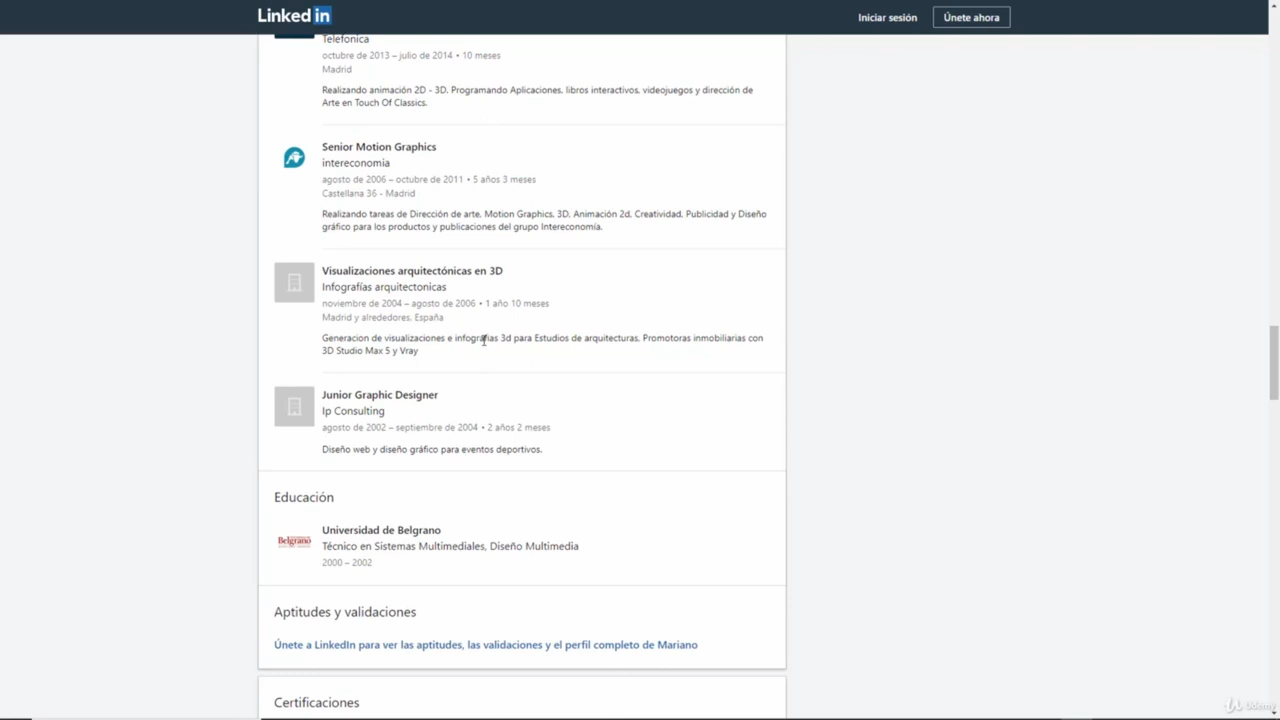 Linked in
Iniciar sesión
Únete ahora
Telefonica
octubre de 2013 – julio de 2014 • 10 meses
Madrid
Realizando animación 2D - 3D, Programando Aplicaciones, libros interactivos, videojuegos y dirección de
Arte en Touch Of Classics.
Senior Motion Graphics
intereconomia
agosto de 2006 – octubre de 2011 • 5 años 3 meses
Castellana 36 - Madrid
Realizando tareas de Dirección de arte, Motion Graphics, 3D, Animación 2d, Creatividad, Publicidad y Diseño
gráfico para los productos y publicaciones del grupo Intereconomía.
Visualizaciones arquitectónicas en 3D
Infografías arquitectonicas
noviembre de 2004 – agosto de 2006 • 1 año 10 meses
Madrid y alrededores, España
Generacion de visualizaciones e infografias 3d para Estudios de arquitecturas, Promotoras inmobiliarias con
3D Studio Max 5 y Vray
Junior Graphic Designer
Ip Consulting
agosto de 2002 – septiembre de 2004 • 2 años 2 meses
Diseño web y diseño gráfico para eventos deportivos.
Educación
Belgrano
Universidad de Belgrano
Técnico en Sistemas Multimediales, Diseño Multimedia
2000 – 2002
Aptitudes y validaciones
Únete a LinkedIn para ver las aptitudes, las validaciones y el perfil completo de Mariano
Certificaciones
Udemy